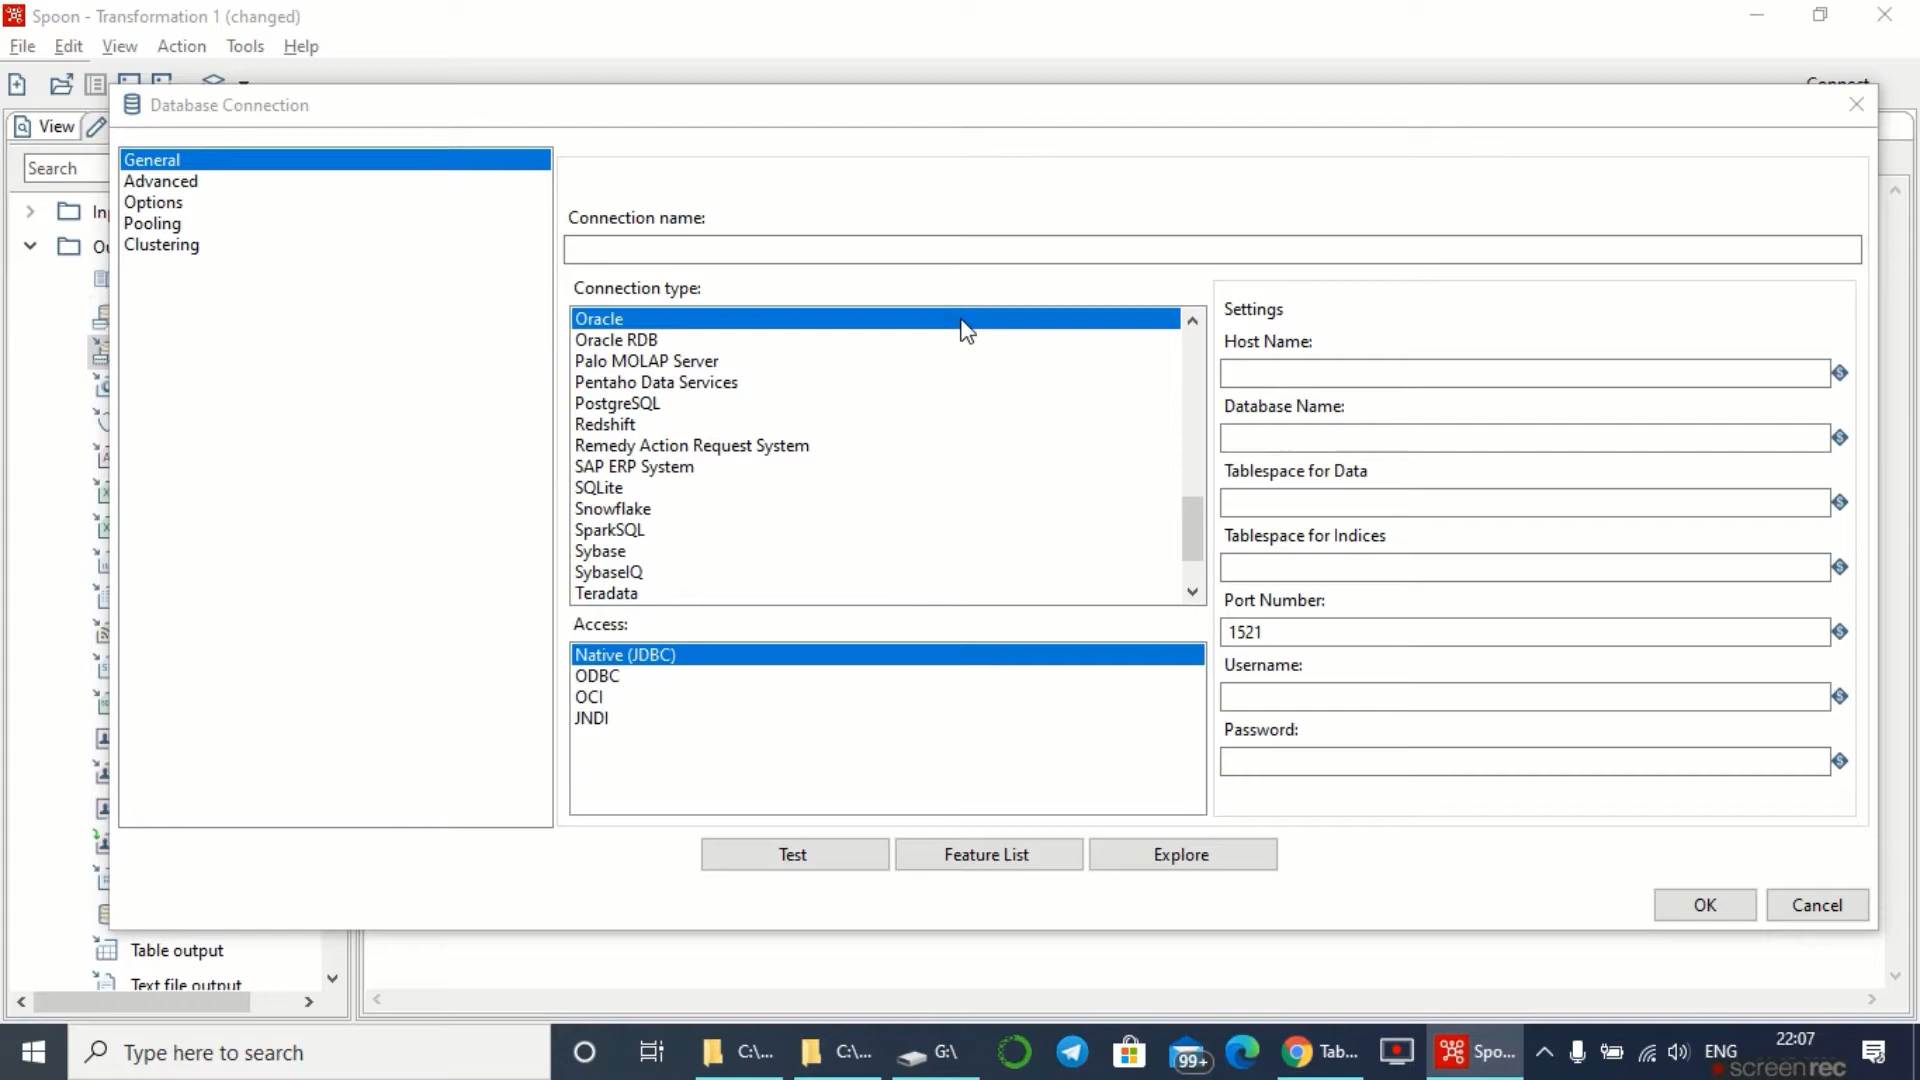 Spoon - Transformation 1 (changed)
File Edit View Action Tools Help
Connect
Database Connection
View
Search
General
Advanced
Options
Pooling
Clustering
Connection name:
Connection type:
Oracle
Oracle RDB
Palo MOLAP Server
Pentaho Data Services
PostgreSQL
Redshift
Remedy Action Request System
SAP ERP System
SQLite
Snowflake
SparkSQL
Sybase
SybaseIQ
Teradata
Access:
Native (JDBC)
ODBC
OCI
JNDI
Settings
Host Name:
Database Name:
Tablespace for Data
Tablespace for Indices
Port Number:
1521
Username:
Password:
Test Feature List Explore
OK Cancel
Table output
Text file output
Type here to search
C:\... C:\... G:\ 99+ Tab... Spo... ENG 22:07
screenrec